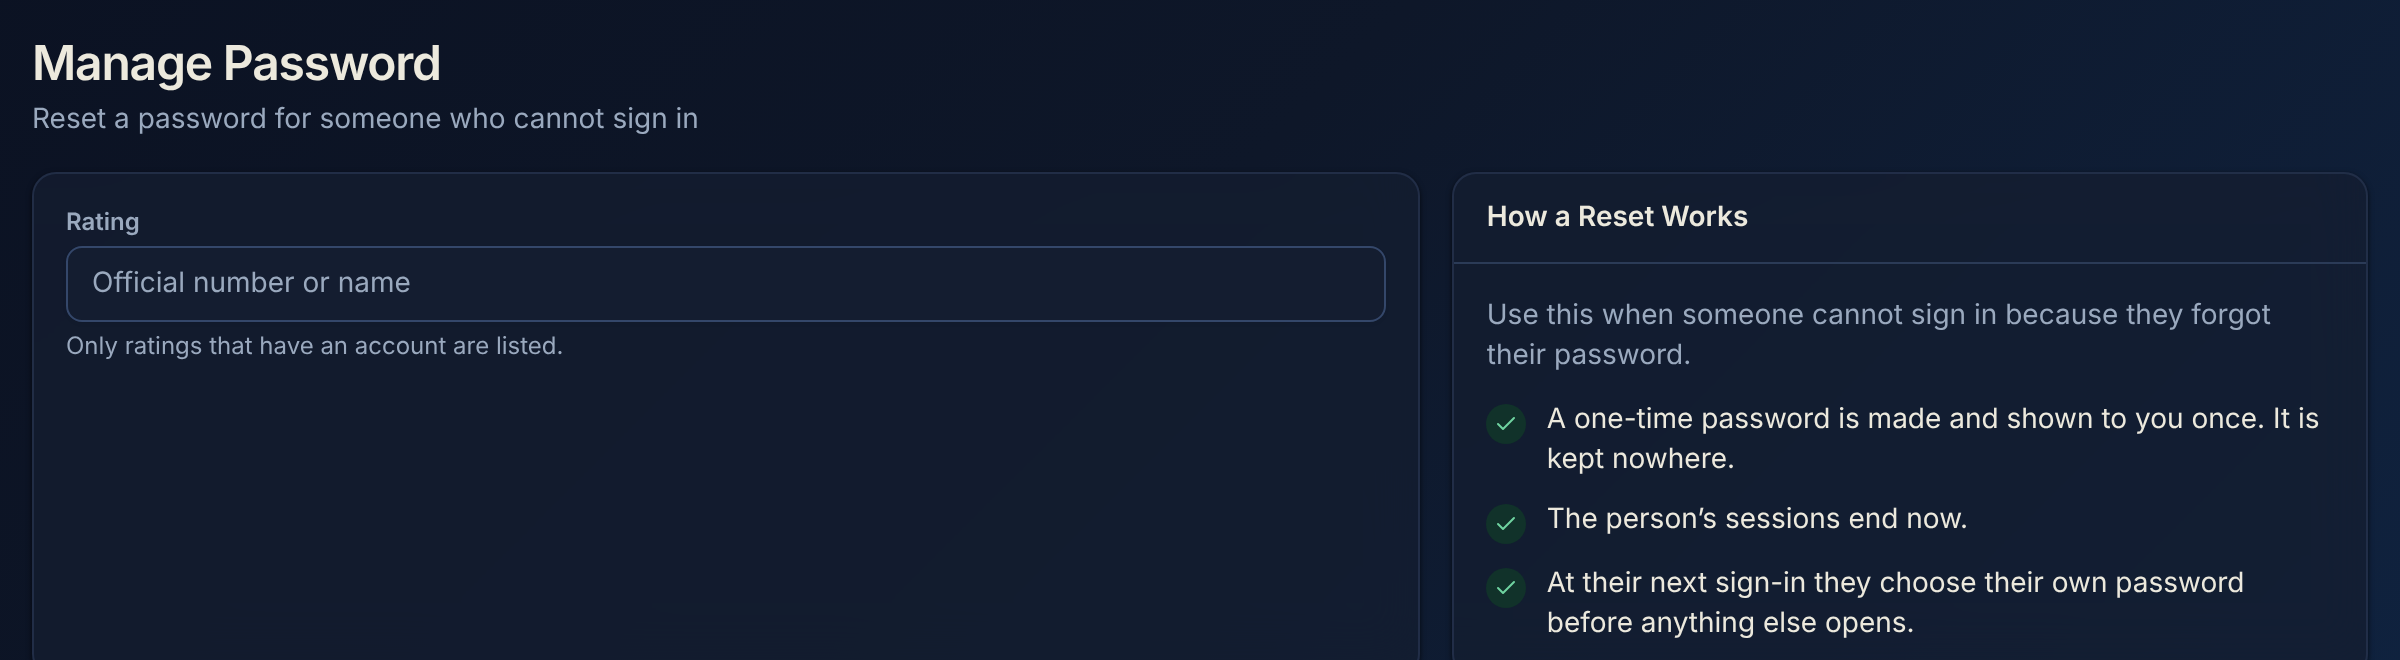 Manage Password
Reset a password for someone who cannot sign in
Rating
Official number or name
Only ratings that have an account are listed.
How a Reset Works
Use this when someone cannot sign in because they forgot
their password.
A one-time password is made and shown to you once. It is
kept nowhere.
The person’s sessions end now.
At their next sign-in they choose their own password
before anything else opens.